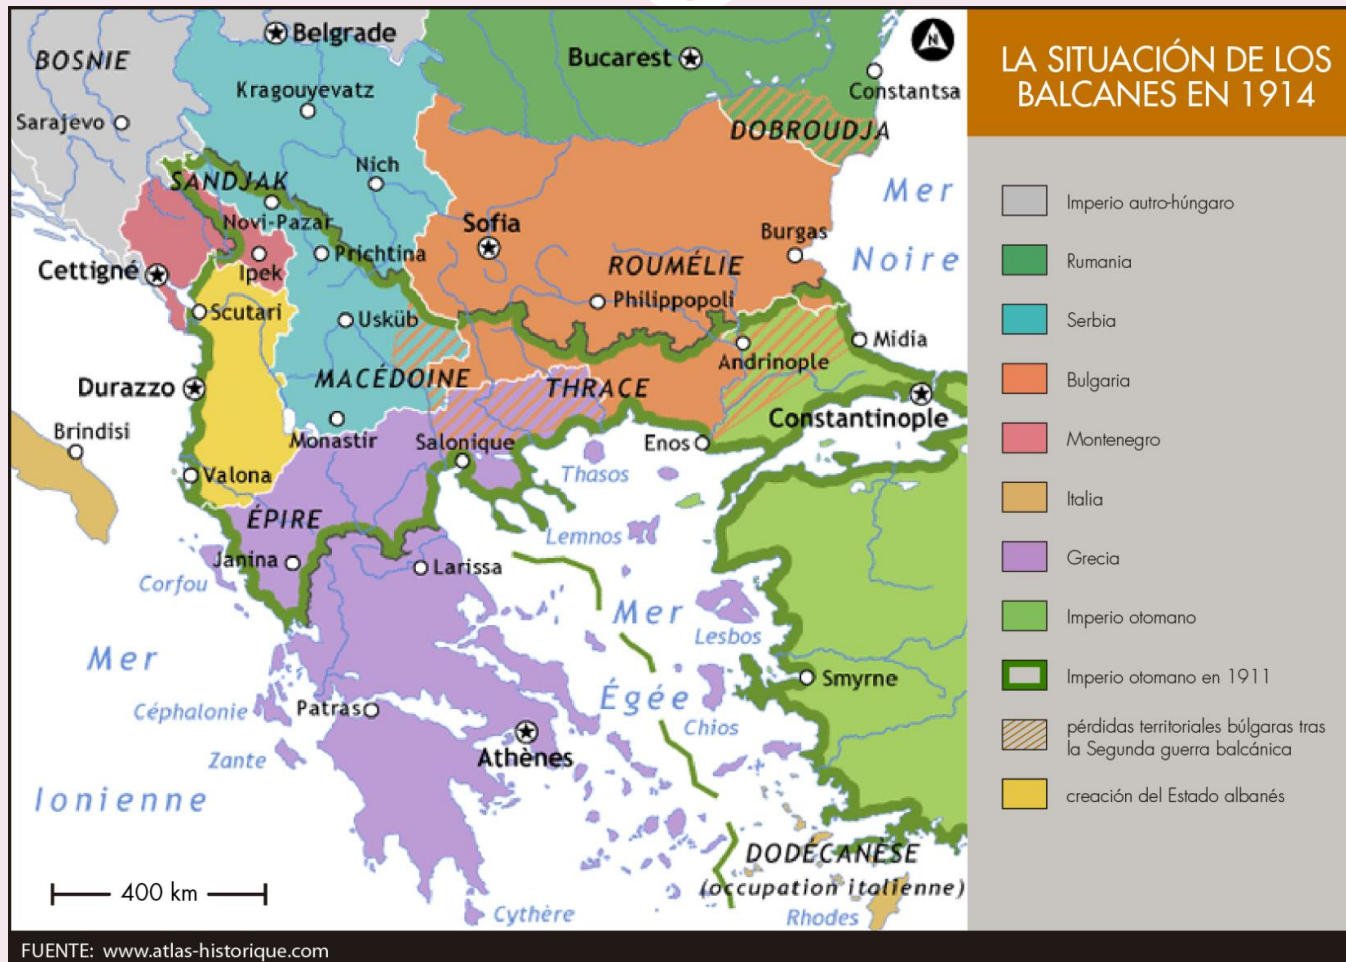 LA SITUACIÓN DE LOS
BALCANES EN 1914
Imperio autro-húngaro
Rumania
Serbia
Bulgaria
Montenegro
Italia
Grecia
Imperio otomano
Imperio otomano en 1911
pérdidas territoriales búlgaras tras
la Segunda guerra balcánica
creación del Estado albanés
BOSNIE
Belgrade
N
Bucarest
Kragouyevatz
Constantsa
Sarajevo
DOBROUDJA
Nich
SANDJAK
Mer
Noire
Novi-Pazar
Sofia
Burgas
Prichtina
Cettigné
Ipek
ROUMÉLIE
Philippopoli
Scutari
Usküb
Midía
Andrinople
MACÉDOINE
THRACE
Durazzo
Constantinople
Brindisi
Monastir
Salonique
Enos
Valona
Thasos
ÉPIRE
Lemnos
Janina
Larissa
Corfou
Mer
Égée
Lesbos
Mer
Ionienne
Smyrne
Céphalonie
Patras
Chios
Zante
Athènes
DODÉCANÈSE
(occupation italienne)
400 km
Cythère
Rhodes
FUENTE: www.atlas-historique.com